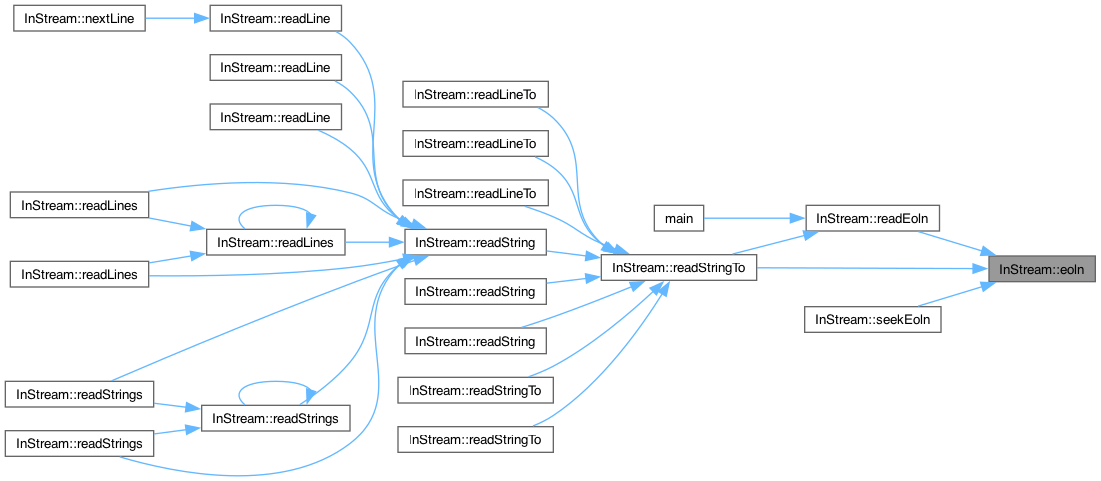 InStream::nextLine
InStream::readLine
InStream::readLine
InStream::readLine
InStream::readLines
InStream::readLines
InStream::readLines
InStream::readStrings
InStream::readStrings
InStream::readStrings
InStream::readLineTo
InStream::readLineTo
InStream::readLineTo
InStream::readString
InStream::readString
InStream::readString
InStream::readStringTo
InStream::readStringTo
InStream::readStringTo
main
InStream::readEoln
InStream::seekEoln
InStream::eoln